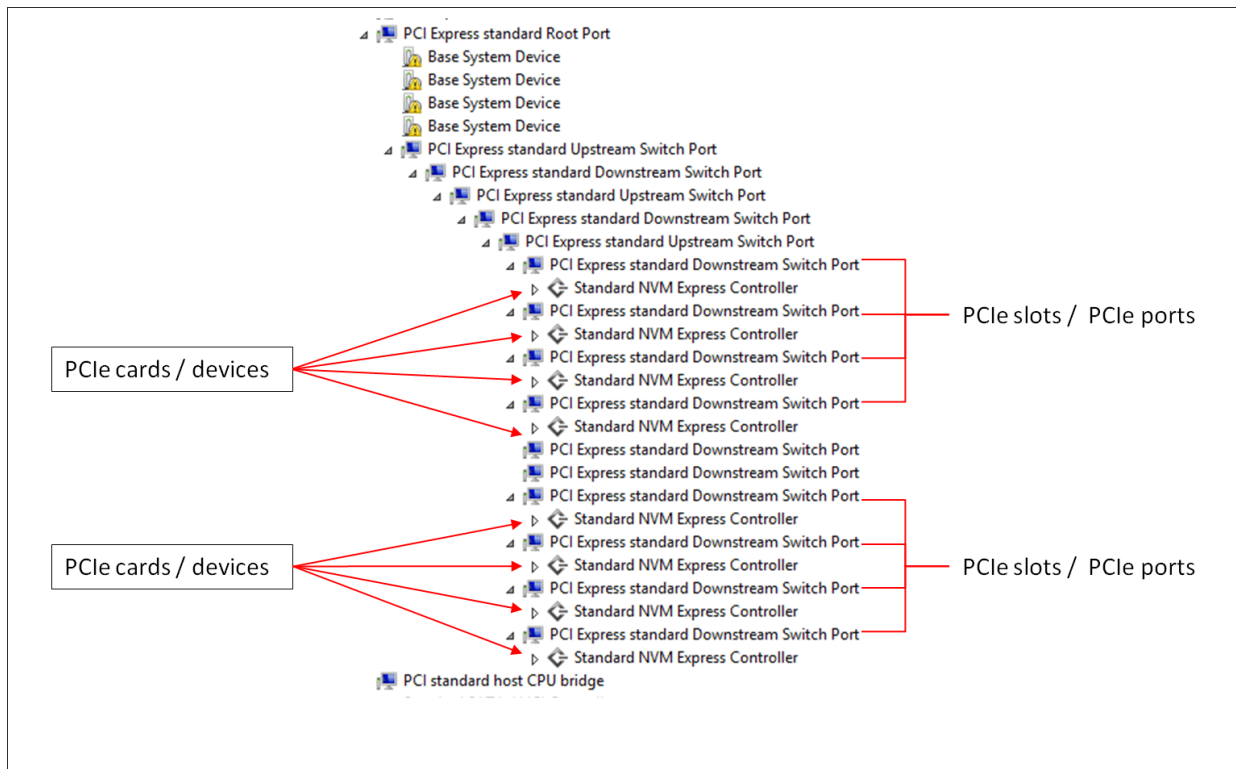 PCI Express standard Root Port
Base System Device
Base System Device
Base System Device
Base System Device
PCI Express standard Upstream Switch Port
PCI Express standard Downstream Switch Port
PCI Express standard Upstream Switch Port
PCI Express standard Downstream Switch Port
PCI Express standard Upstream Switch Port
PCI Express standard Downstream Switch Port
Standard NVM Express Controller
PCI Express standard Downstream Switch Port
PCIe slots / PCIe ports
Standard NVM Express Controller
PCI Express standard Downstream Switch Port
PCIe cards / devices
Standard NVM Express Controller
PCI Express standard Downstream Switch Port
Standard NVM Express Controller
PCI Express standard Downstream Switch Port
PCI Express standard Downstream Switch Port
PCI Express standard Downstream Switch Port
Standard NVM Express Controller
PCI Express standard Downstream Switch Port
PCIe cards / devices
Standard NVM Express Controller
PCIe slots / PCIe ports
PCI Express standard Downstream Switch Port
Standard NVM Express Controller
PCI Express standard Downstream Switch Port
Standard NVM Express Controller
PCI standard host CPU bridge